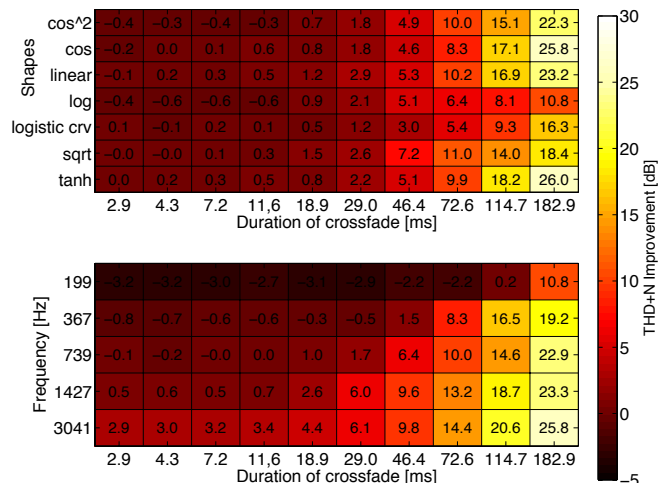 cos^2 −0.4 −0.3 −0.4 −0.3 0.7 1.8 4.9 10.0 15.1 22.3
cos −0.2 0.0 0.1 0.6 0.8 1.8 4.6 8.3 17.1 25.8
linear −0.1 0.2 0.3 0.5 1.2 2.9 5.3 10.2 16.9 23.2
log −0.4 −0.6 −0.6 −0.6 0.9 2.1 5.1 6.4 8.1 10.8
logistic crv 0.1 −0.1 0.2 0.1 0.5 1.2 3.0 5.4 9.3 16.3
sqrt −0.0 −0.0 0.1 0.3 1.5 2.6 7.2 11.0 14.0 18.4
tanh 0.0 0.2 0.3 0.5 0.8 2.2 5.1 9.9 18.2 26.0
Shapes
2.9 4.3 7.2 11,6 18.9 29.0 46.4 72.6 114.7 182.9
Duration of crossfade [ms]
199 −3.2 −3.2 −3.0 −2.7 −3.1 −2.9 −2.2 −2.2 0.2 10.8
367 −0.8 −0.7 −0.6 −0.6 −0.3 −0.5 1.5 8.3 16.5 19.2
739 −0.1 −0.2 −0.0 0.0 1.0 1.7 6.4 10.0 14.6 22.9
1427 0.5 0.6 0.5 0.7 2.6 6.0 9.6 13.2 18.7 23.3
3041 2.9 3.0 3.2 3.4 4.4 6.1 9.8 14.4 20.6 25.8
Frequency [Hz]
2.9 4.3 7.2 11,6 18.9 29.0 46.4 72.6 114.7 182.9
Duration of crossfade [ms]
30
25
20
15
10
5
0
−5
THD+N Improvement [dB]